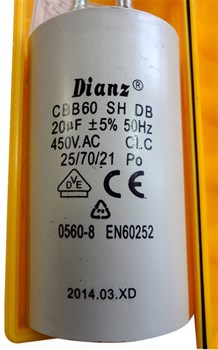 Dianz®
CBB60 SH DB
20µF ±5% 50Hz
450V.AC CLC
25/70/21 Po
VDE CE
0560-8 EN60252
2014.03.XD